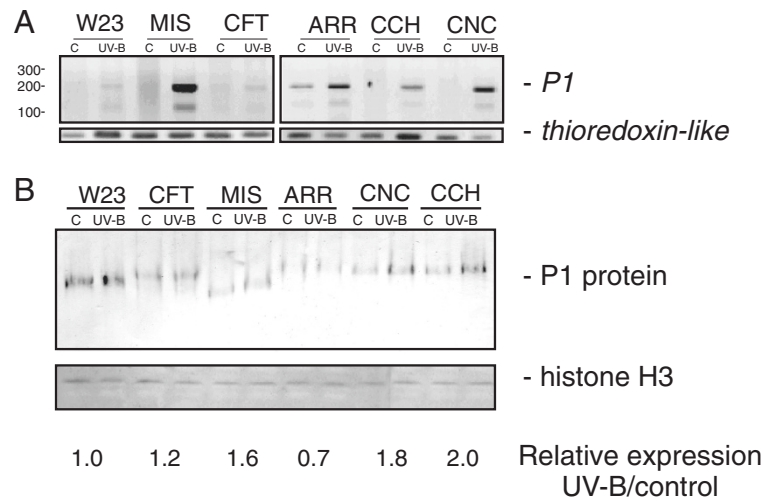 A
W23 MIS CFT ARR CCH CNC
C UV-B C UV-B C UV-B C UV-B C UV-B C UV-B
300-
200-
100-
- P1
- thioredoxin-like
B
W23 CFT MIS ARR CNC CCH
C UV-B C UV-B C UV-B C UV-B C UV-B C UV-B
- P1 protein
- histone H3
1.0 1.2 1.6 0.7 1.8 2.0 Relative expression
UV-B/control